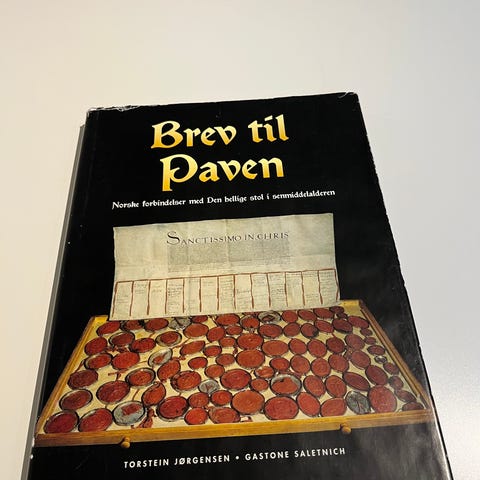 Brev til
Paven
Norske forbindelser med Den hellige stol i senmiddelalderen
SANCTISSIMO IN CHRIS
TORSTEIN JØRGENSEN • GASTONE SALETNICH